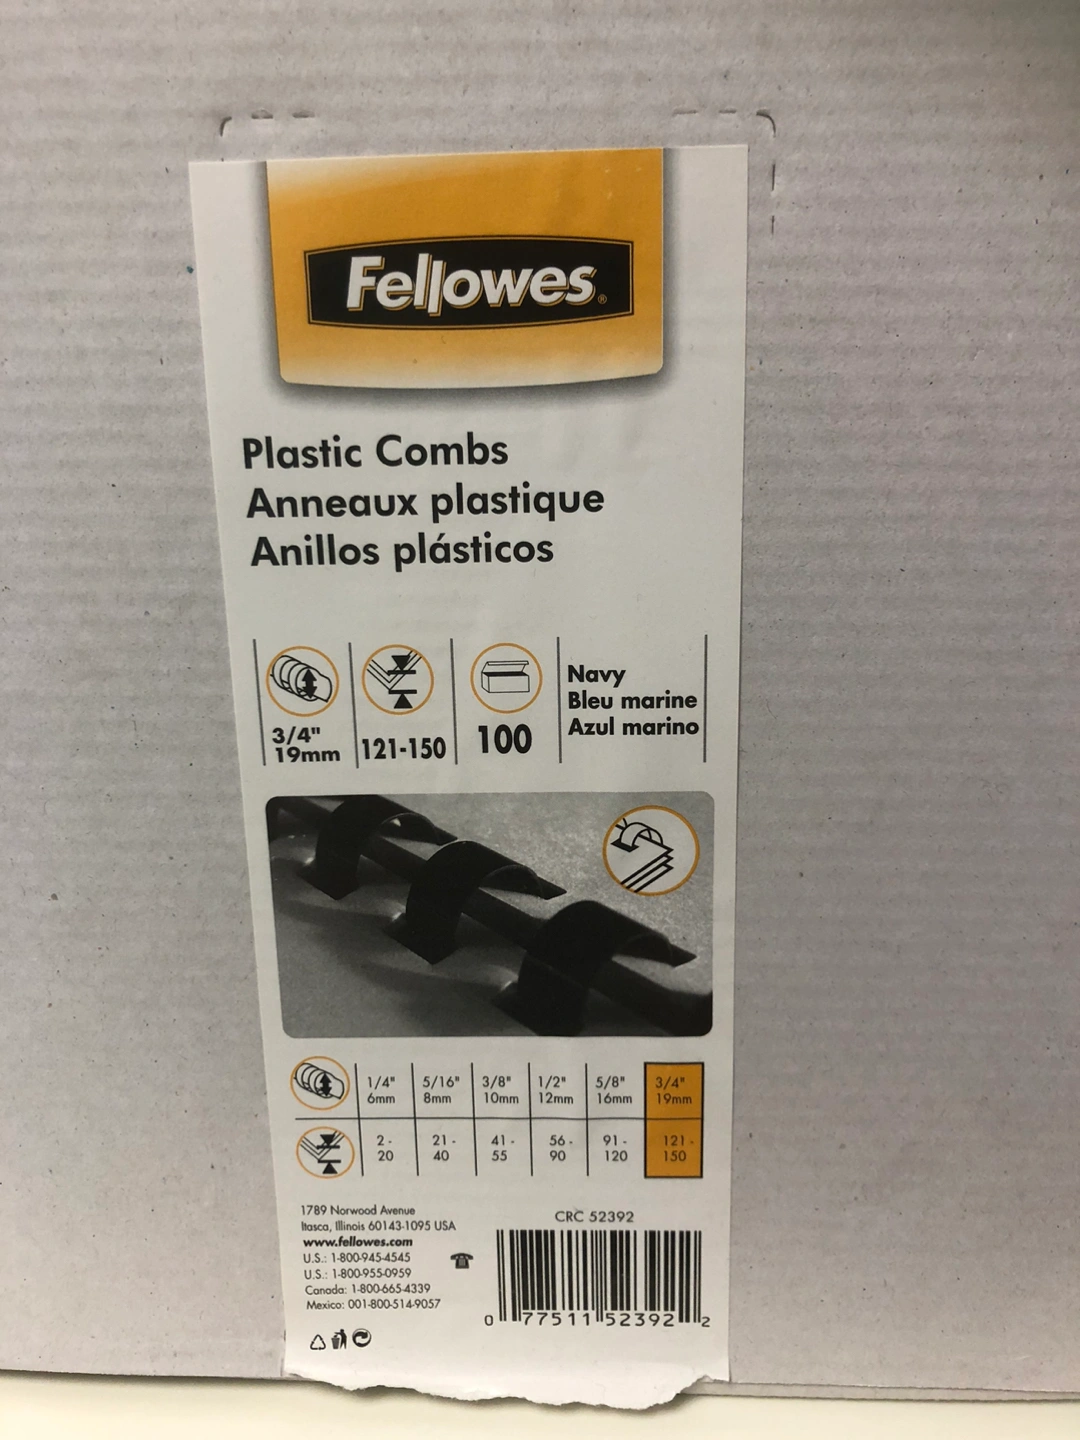 Fellowes®
Plastic Combs
Anneaux plastique
Anillos plásticos
3/4"
19mm
121-150
100
Navy
Bleu marine
Azul marino
1/4" 5/16" 3/8" 1/2" 5/8" 3/4"
6mm 8mm 10mm 12mm 16mm 19mm
2- 21- 41- 56- 91- 121-
20 40 55 90 120 150
1789 Norwood Avenue
Itasca, Illinois 60143-1095 USA
www.fellowes.com
U.S.: 1-800-945-4545
U.S.: 1-800-955-0959
Canada: 1-800-665-4339
Mexico: 001-800-514-9057
CRC 52392
0 77511 52392 2